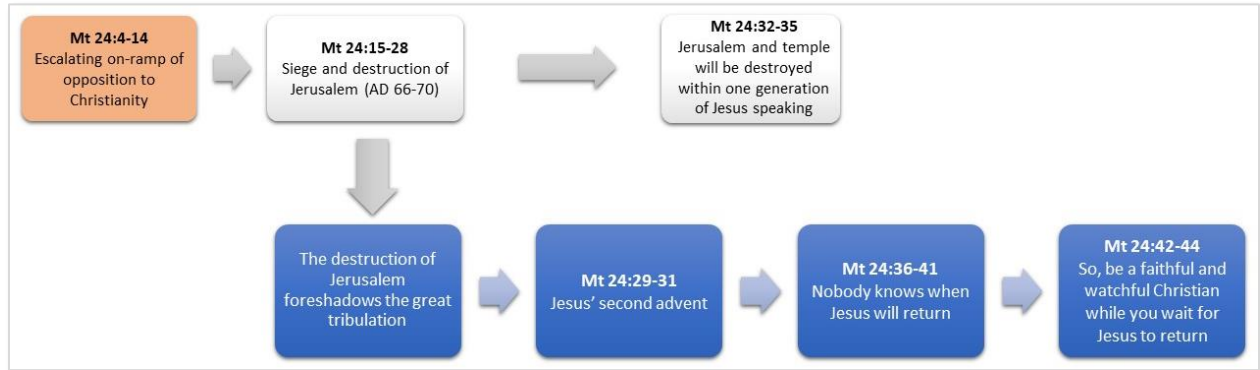 Mt 24:4-14
Escalating on-ramp of
opposition to
Christianity
Mt 24:15-28
Siege and destruction of
Jerusalem (AD 66-70)
Mt 24:32-35
Jerusalem and temple
will be destroyed
within one generation
of Jesus speaking
The destruction of
Jerusalem
foreshadows the great
tribulation
Mt 24:29-31
Jesus’ second advent
Mt 24:36-41
Nobody knows when
Jesus will return
Mt 24:42-44
So, be a faithful and
watchful Christian
while you wait for
Jesus to return